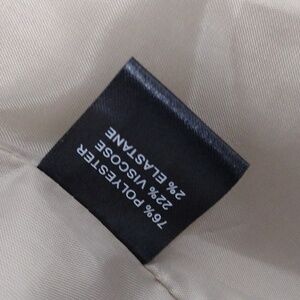 76% POLYESTER
22% VISCOSE
2% ELASTANE